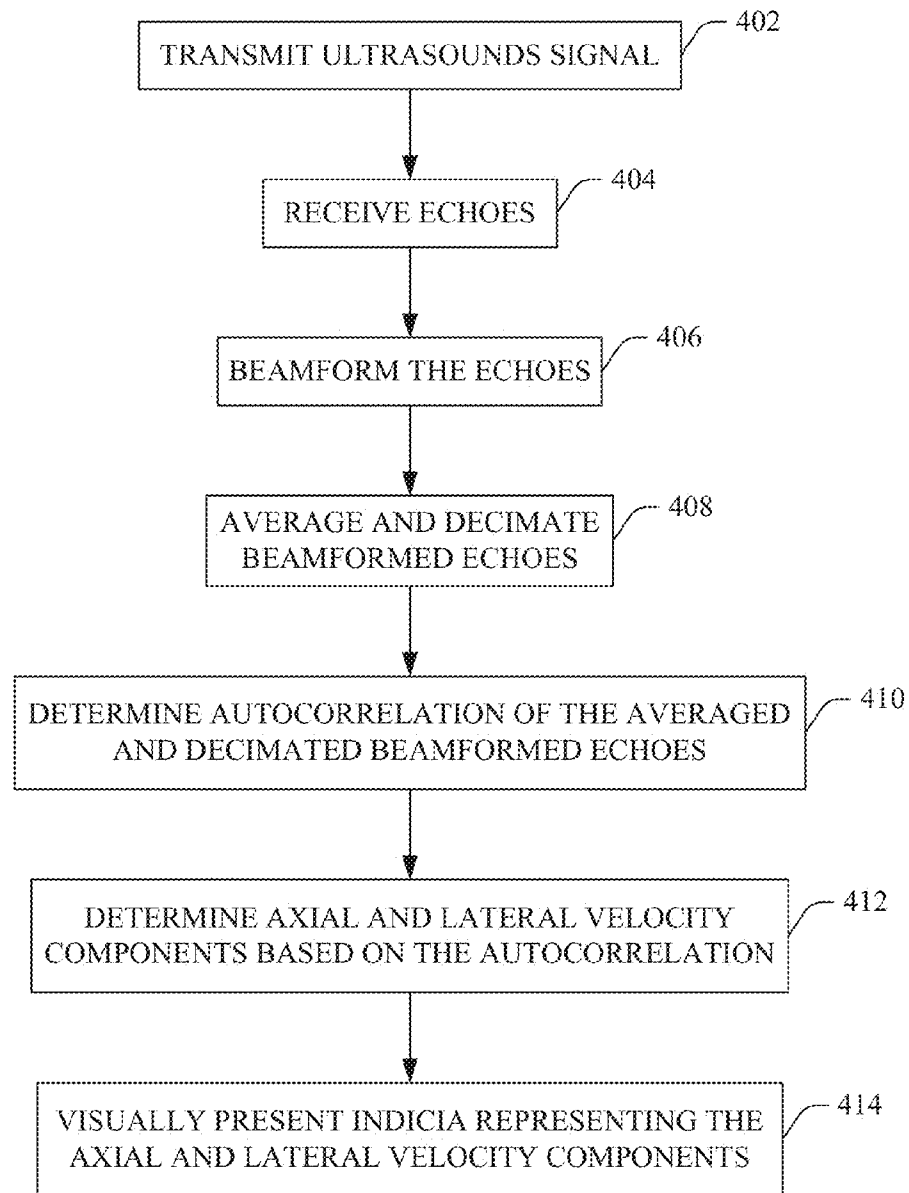 402
TRANSMIT ULTRASOUNDS SIGNAL
404
RECEIVE ECHOES
406
BEAMFORM THE ECHOES
408
AVERAGE AND DECIMATE
BEAMFORMED ECHOES
410
DETERMINE AUTOCORRELATION OF THE AVERAGED
AND DECIMATED BEAMFORMED ECHOES
412
DETERMINE AXIAL AND LATERAL VELOCITY
COMPONENTS BASED ON THE AUTOCORRELATION
414
VISUALLY PRESENT INDICIA REPRESENTING THE
AXIAL AND LATERAL VELOCITY COMPONENTS